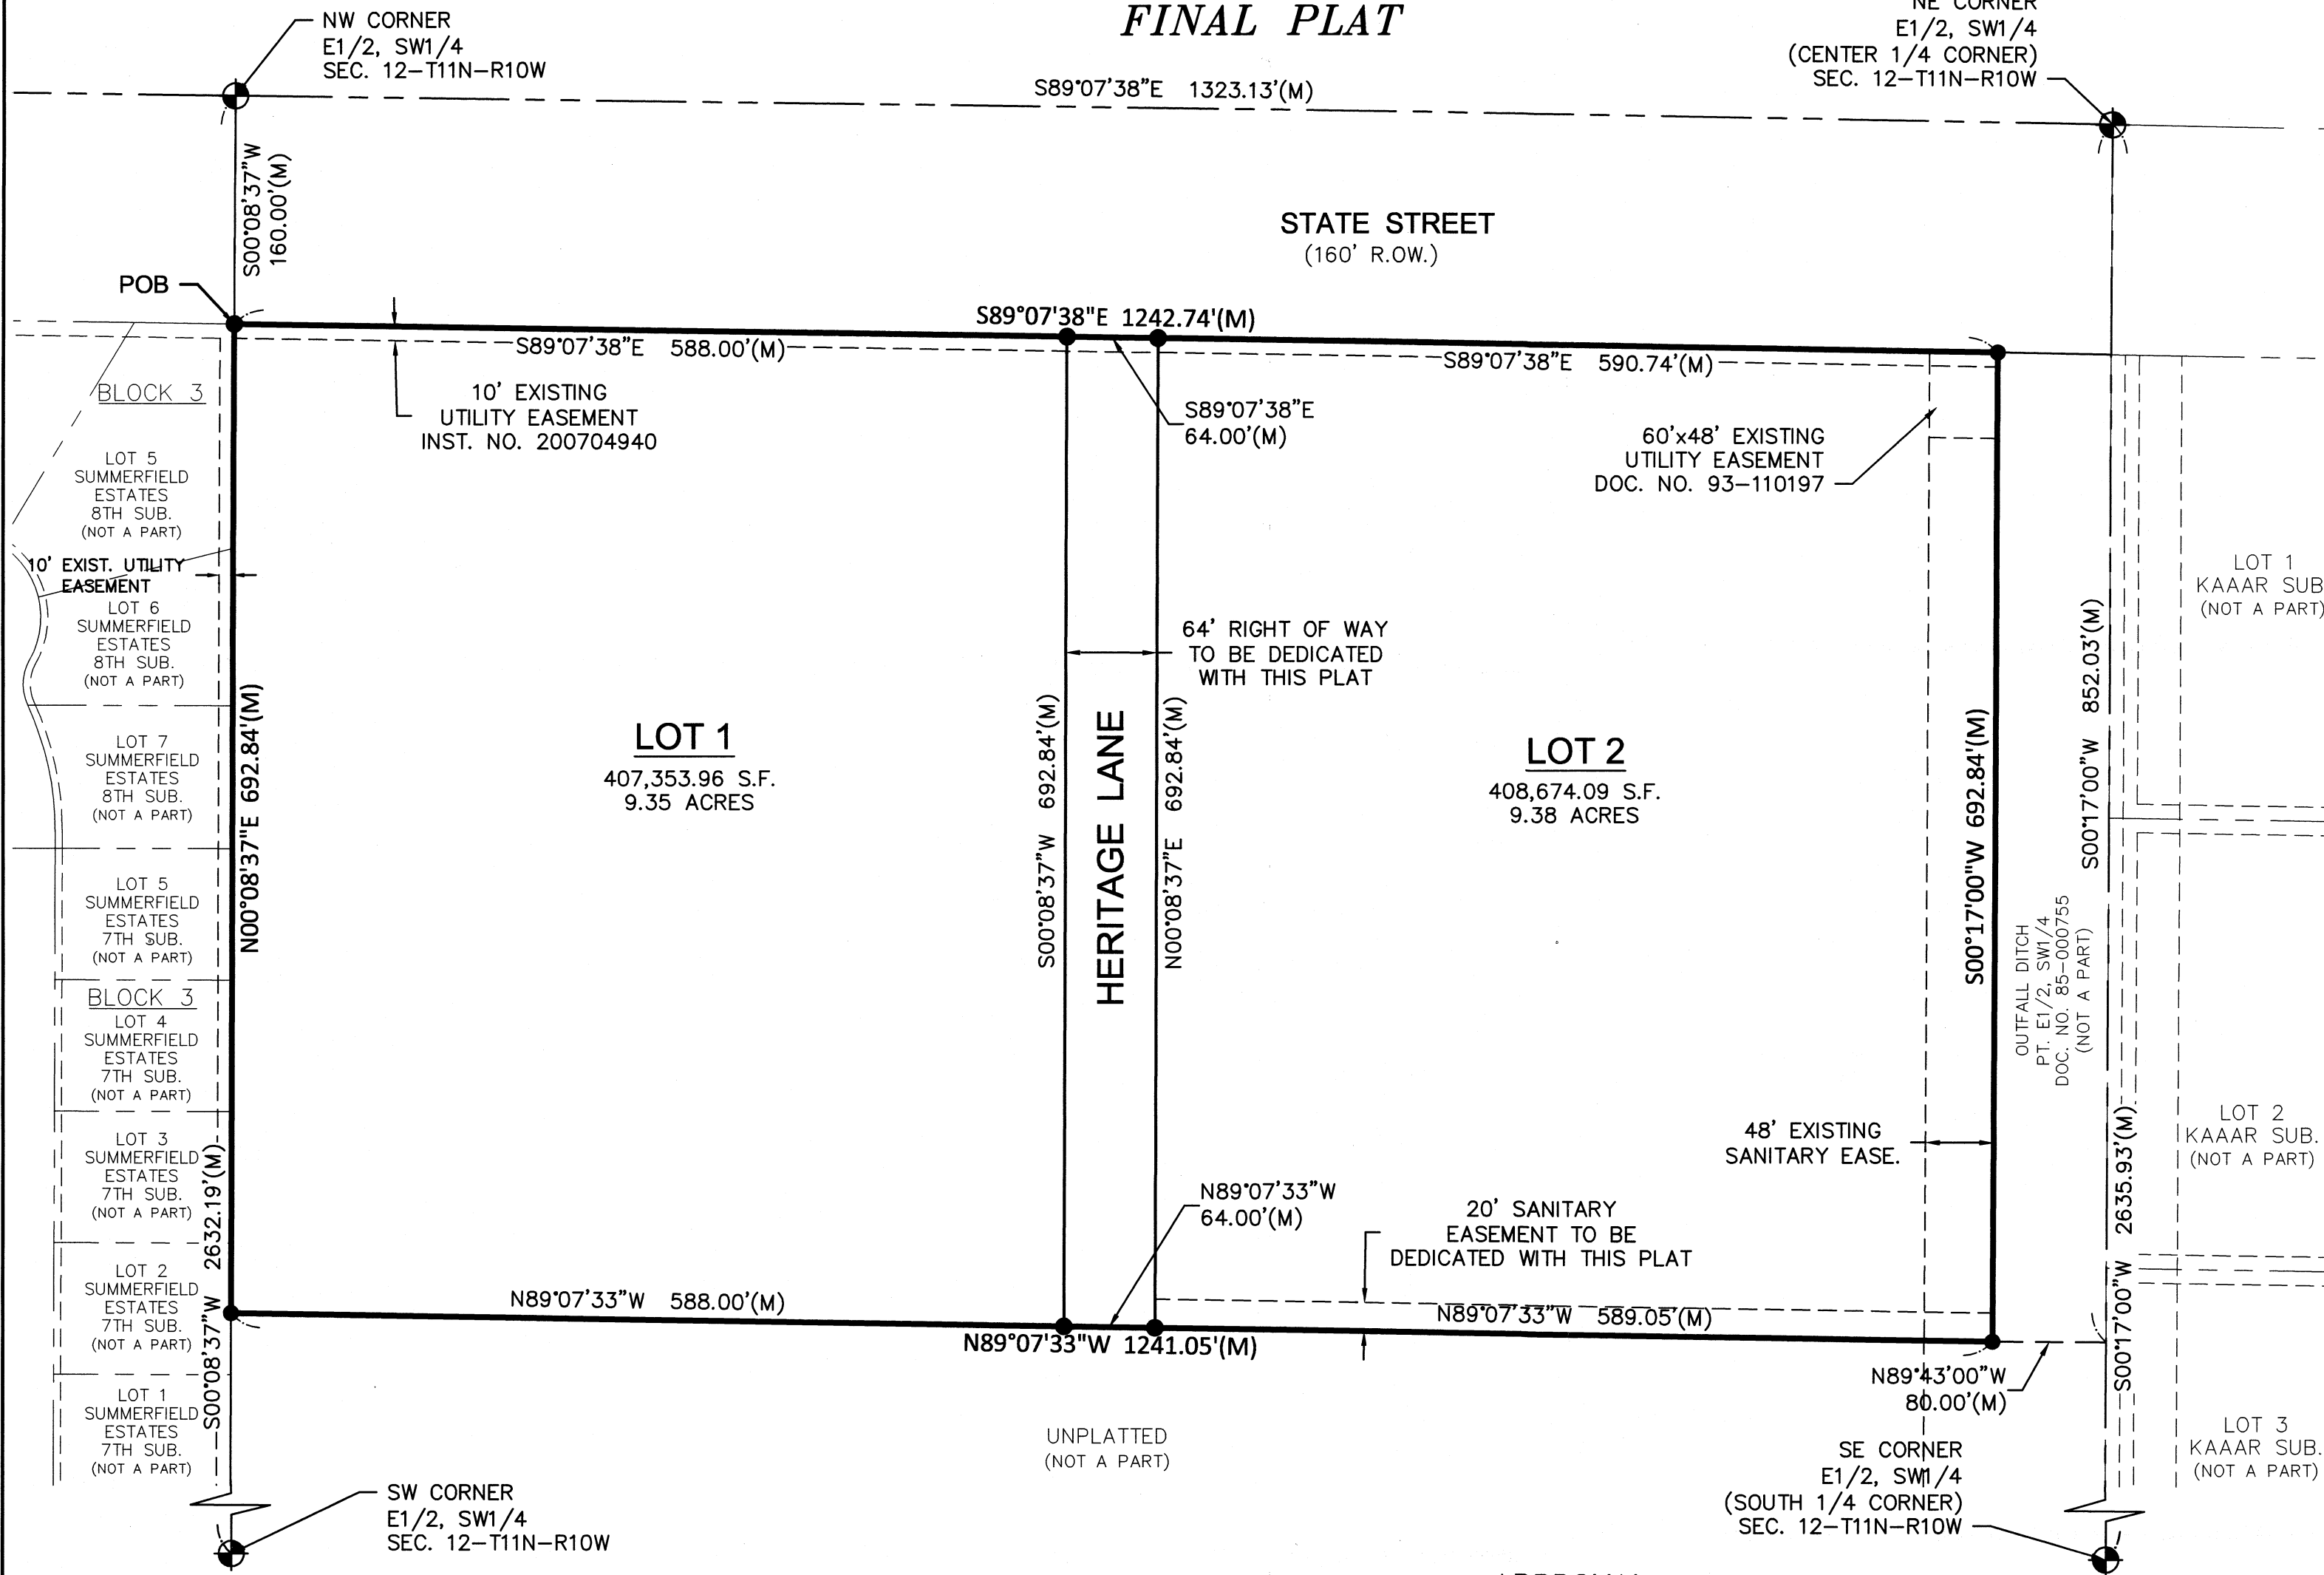 FINAL PLAT
NW CORNER
E1/2, SW1/4
SEC. 12-T11N-R10W
NE CORNER
E1/2, SW1/4
(CENTER 1/4 CORNER)
SEC. 12-T11N-R10W
S89°07'38"E 1323.13'(M)
S00°08'37"W
160.00'(M)
STATE STREET
(160' R.OW.)
POB
S89°07'38"E 1242.74'(M)
S89°07'38"E 588.00'(M)
S89°07'38"E 590.74'(M)
10' EXISTING
UTILITY EASEMENT
INST. NO. 200704940
S89°07'38"E
64.00'(M)
60'x48' EXISTING
UTILITY EASEMENT
DOC. NO. 93-110197
BLOCK 3
LOT 5
SUMMERFIELD
ESTATES
8TH SUB.
(NOT A PART)
10' EXIST. UTILITY
EASEMENT
LOT 6
SUMMERFIELD
ESTATES
8TH SUB.
(NOT A PART)
LOT 7
SUMMERFIELD
ESTATES
8TH SUB.
(NOT A PART)
LOT 5
SUMMERFIELD
ESTATES
7TH SUB.
(NOT A PART)
BLOCK 3
LOT 4
SUMMERFIELD
ESTATES
7TH SUB.
(NOT A PART)
LOT 3
SUMMERFIELD
ESTATES
7TH SUB.
(NOT A PART)
LOT 2
SUMMERFIELD
ESTATES
7TH SUB.
(NOT A PART)
LOT 1
SUMMERFIELD
ESTATES
7TH SUB.
(NOT A PART)
S00°08'37"W 2632.19'(M)
N00°08'37"E 692.84'(M)
LOT 1
407,353.96 S.F.
9.35 ACRES
S00°08'37"W 692.84'(M)
HERITAGE LANE
N00°08'37"E 692.84'(M)
64' RIGHT OF WAY
TO BE DEDICATED
WITH THIS PLAT
LOT 2
408,674.09 S.F.
9.38 ACRES
S00°17'00"W 692.84'(M)
OUTFALL DITCH
PT. E1/2, SW1/4
DOC. NO. 85-000755
(NOT A PART)
S00°17'00"W 852.03'(M)
S00°17'00"W 2635.93'(M)
LOT 1
KAAAR SUB
(NOT A PART)
LOT 2
KAAAR SUB.
(NOT A PART)
LOT 3
KAAAR SUB.
(NOT A PART)
48' EXISTING
SANITARY EASE.
N89°07'33"W
64.00'(M)
20' SANITARY
EASEMENT TO BE
DEDICATED WITH THIS PLAT
N89°07'33"W 588.00'(M)
N89°07'33"W 589.05'(M)
N89°07'33"W 1241.05'(M)
N89°43'00"W
80.00'(M)
UNPLATTED
(NOT A PART)
SW CORNER
E1/2, SW1/4
SEC. 12-T11N-R10W
SE CORNER
E1/2, SW1/4
(SOUTH 1/4 CORNER)
SEC. 12-T11N-R10W